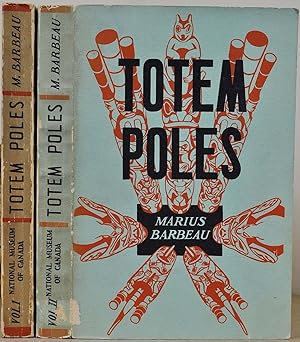 M. BARBEAU
TOTEM POLES
NATIONAL MUSEUM
OF CANADA
VOL. I
M. BARBEAU
TOTEM POLES
NATIONAL MUSEUM
OF CANADA
VOL. II
TOTEM
POLES
MARIUS
BARBEAU